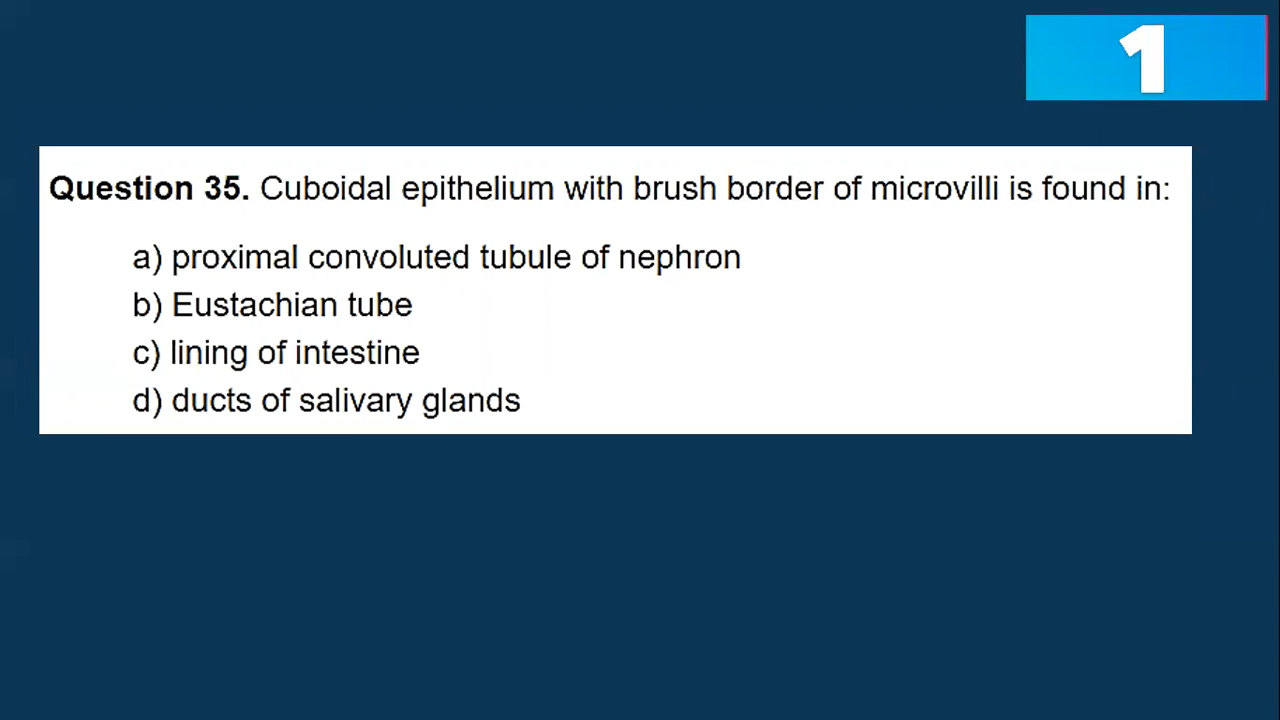 1
Question 35. Cuboidal epithelium with brush border of microvilli is found in:
a) proximal convoluted tubule of nephron
b) Eustachian tube
c) lining of intestine
d) ducts of salivary glands